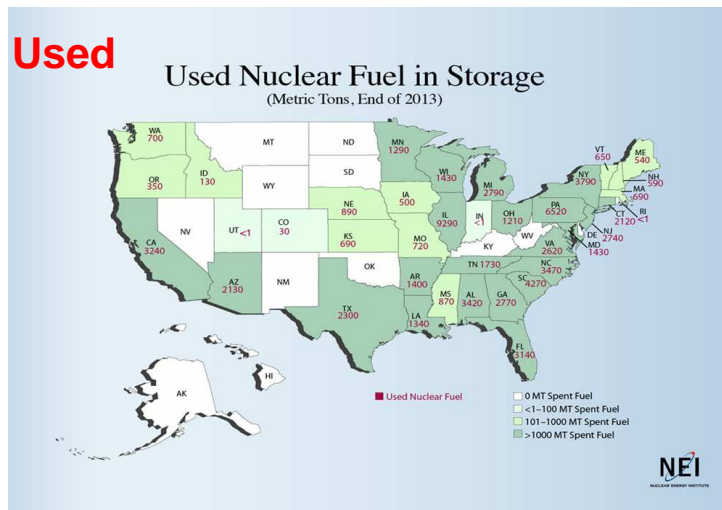 Used
Used Nuclear Fuel in Storage
(Metric Tons, End of 2013)
WA
700
MT
ND
MN
1290
VT
650
ME
540
OR
350
ID
130
SD
WI
1430
MI
2790
NY
3790
NH
590
MA
690
WY
IA
500
NE
890
IL
9290
IN
<1
OH
1210
PA
6520
RI
<1
CT
2120
NJ
2740
DE
MD
1430
NV
UT <1
CO
30
CA
3240
KS
690
MO
720
KY
WV
VA
2620
AZ
2130
NM
OK
AR
1400
TN 1730
NC
3470
SC
4270
TX
2300
LA
1340
MS
870
AL
3420
GA
2770
FL
3140
AK
HI
Used Nuclear Fuel
0 MT Spent Fuel
<1–100 MT Spent Fuel
101–1000 MT Spent Fuel
>1000 MT Spent Fuel
NEI
NUCLEAR ENERGY INSTITUTE